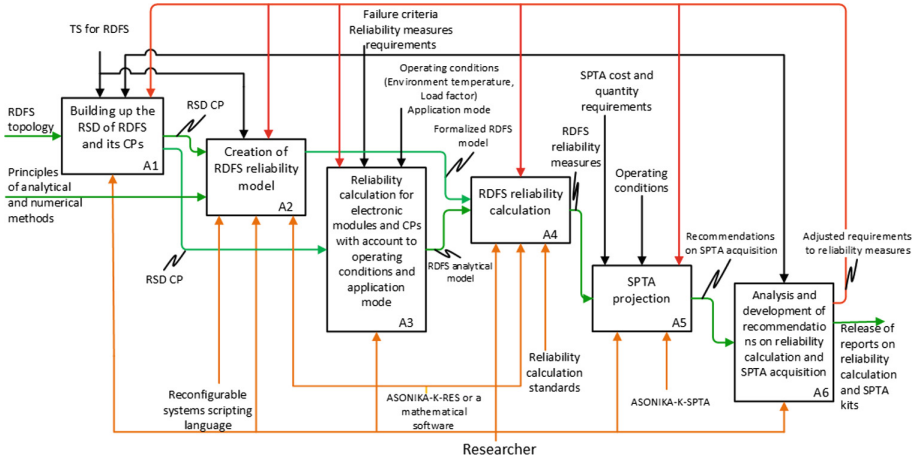 TS for RDFS
Failure criteria
Reliability measures
requirements
Operating conditions
(Environment temperature,
Load factor)
Application mode
SPTA cost and
quantity
requirements
RDFS
topology
Building up the
RSD of RDFS
and its CPs
A1
RSD CP
Creation of
RDFS reliability
model
A2
Formalized RDFS
model
RDFS
reliability
measures
Principles
of analytical
and numerical
methods
Reliability
calculation for
electronic
modules and CPs
with account to
operating
conditions and
application
mode
A3
RDFS reliability
calculation
A4
Operating
conditions
RSD CP
RDFS analytical
model
SPTA
projection
A5
Recommendations
on SPTA acquisition
Adjusted requirements
to reliability measures
Analysis and
development of
recommendatio
ns on reliability
calculation and
SPTA acquisition
A6
Release of
reports on
reliability
calculation
and SPTA
kits
Reconfigurable
systems scripting
language
ASONIKA-K-RES or a
mathematical
software
Reliability
calculation
standards
ASONIKA-K-SPTA
Researcher